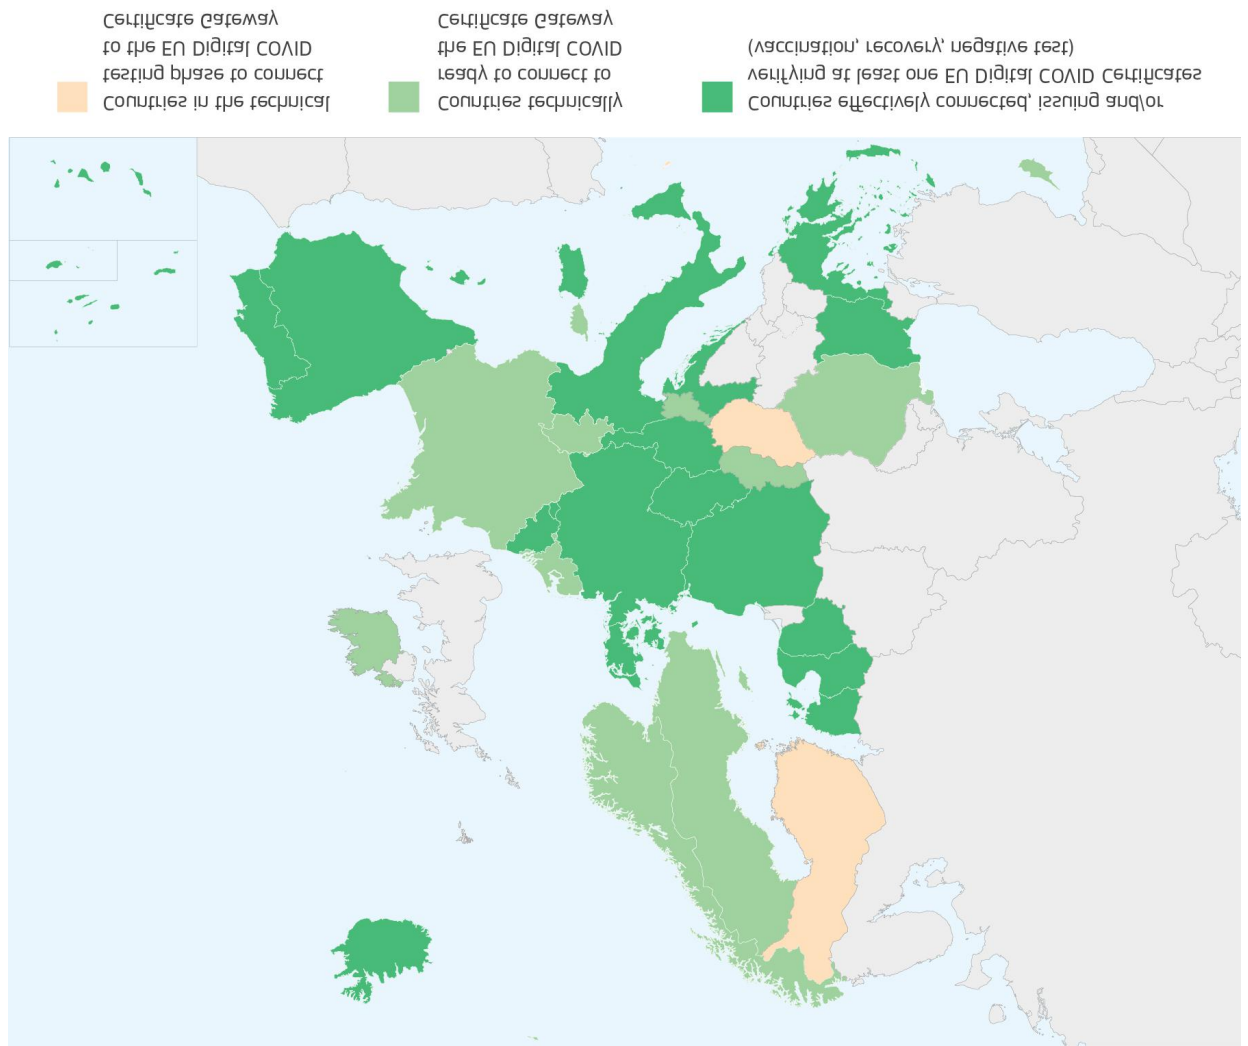 Countries in the technical
testing phase to connect
to the EU Digital COVID
Certificate Gateway
Countries technically
ready to connect to
the EU Digital COVID
Certificate Gateway
Countries effectively connected, issuing and/or
verifying at least one EU Digital COVID Certificates
(vaccination, recovery, negative test)